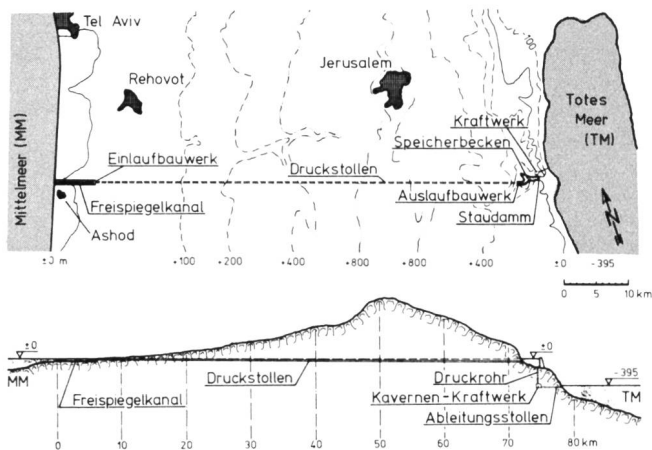 Tel Aviv
Rehovot
Jerusalem
-100
Totes
Meer
(TM)
Mittelmeer (MM)
Kraftwerk
Speicherbecken
Einlaufbauwerk
Druckstollen
Auslaufbauwerk
Freispiegelkanal
Staudamm
Ashod
N
±0 m +100 +200 +400 +800 +800 +400 ±0 -395
0 5 10 km
±0 ±0
Druckrohr
-395
MM Druckstollen Kavernen-Kraftwerk TM
Freispiegelkanal Ableitungsstollen
0 10 20 30 40 50 60 70 80 km